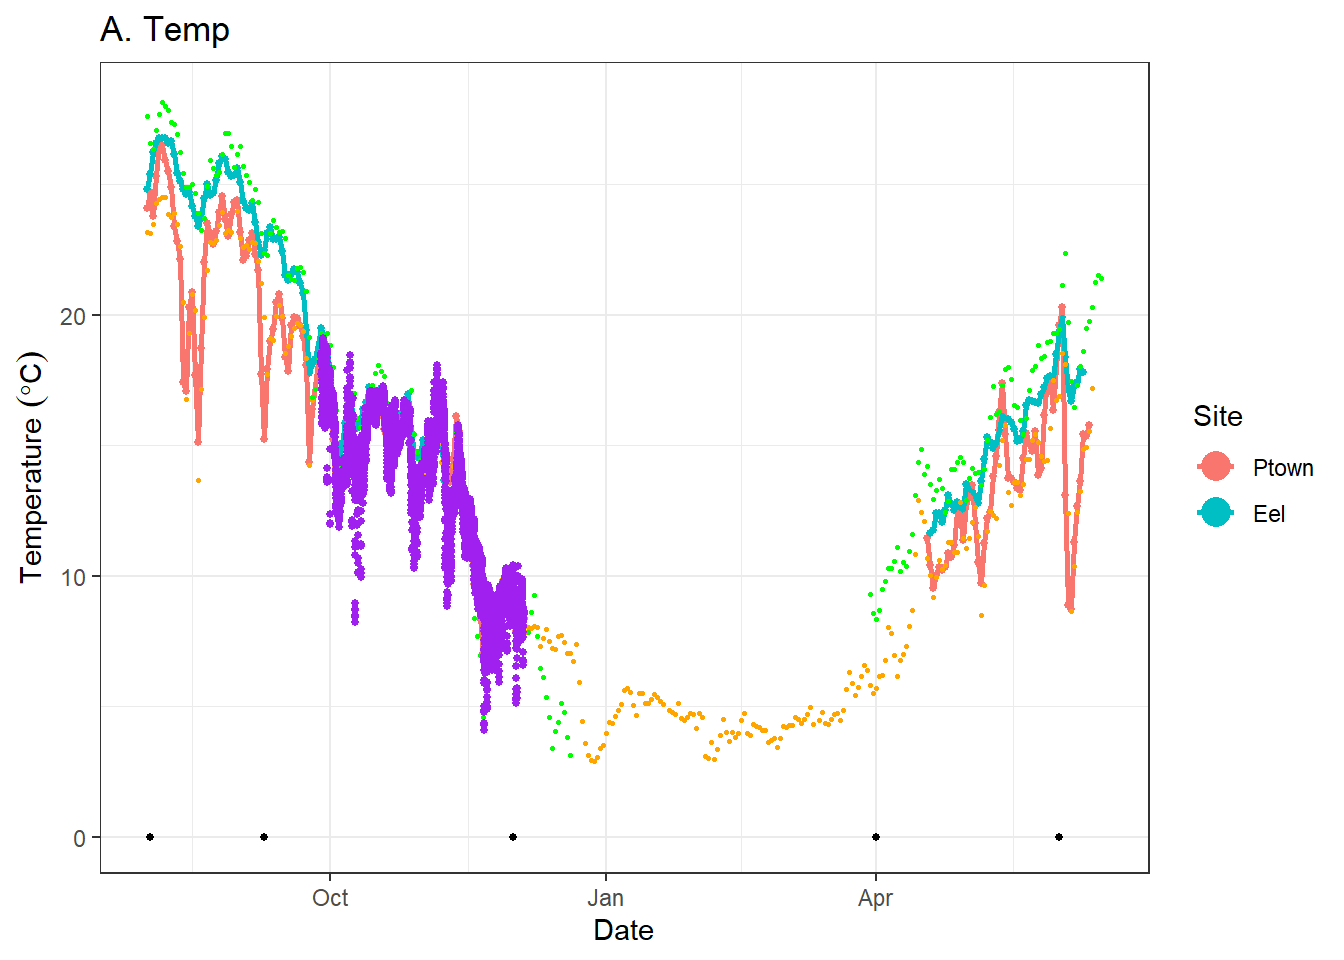 A. Temp
Temperature (°C)
20
10
0
Oct
Jan
Apr
Date
Site
Ptown
Eel